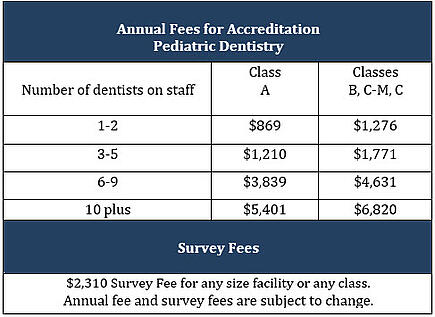 Annual Fees for Accreditation
Pediatric Dentistry
Number of dentists on staff
Class
A
Classes
B, C-M, C
1-2 $869 $1,276
3-5 $1,210 $1,771
6-9 $3,839 $4,631
10 plus $5,401 $6,820
Survey Fees
$2,310 Survey Fee for any size facility or any class.
Annual fee and survey fees are subject to change.